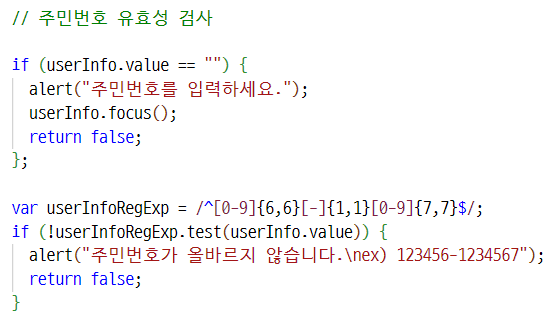 // 주민번호 유효성 검사
if (userInfo.value == "") {
alert("주민번호를 입력하세요.");
userInfo.focus();
return false;
};
var userInfoRegExp = /^[0-9]{6,6}[-]{1,1}[0-9]{7,7}$/;
if (!userInfoRegExp.test(userInfo.value)) {
alert("주민번호가 올바르지 않습니다.\nex) 123456-1234567");
return false;
}